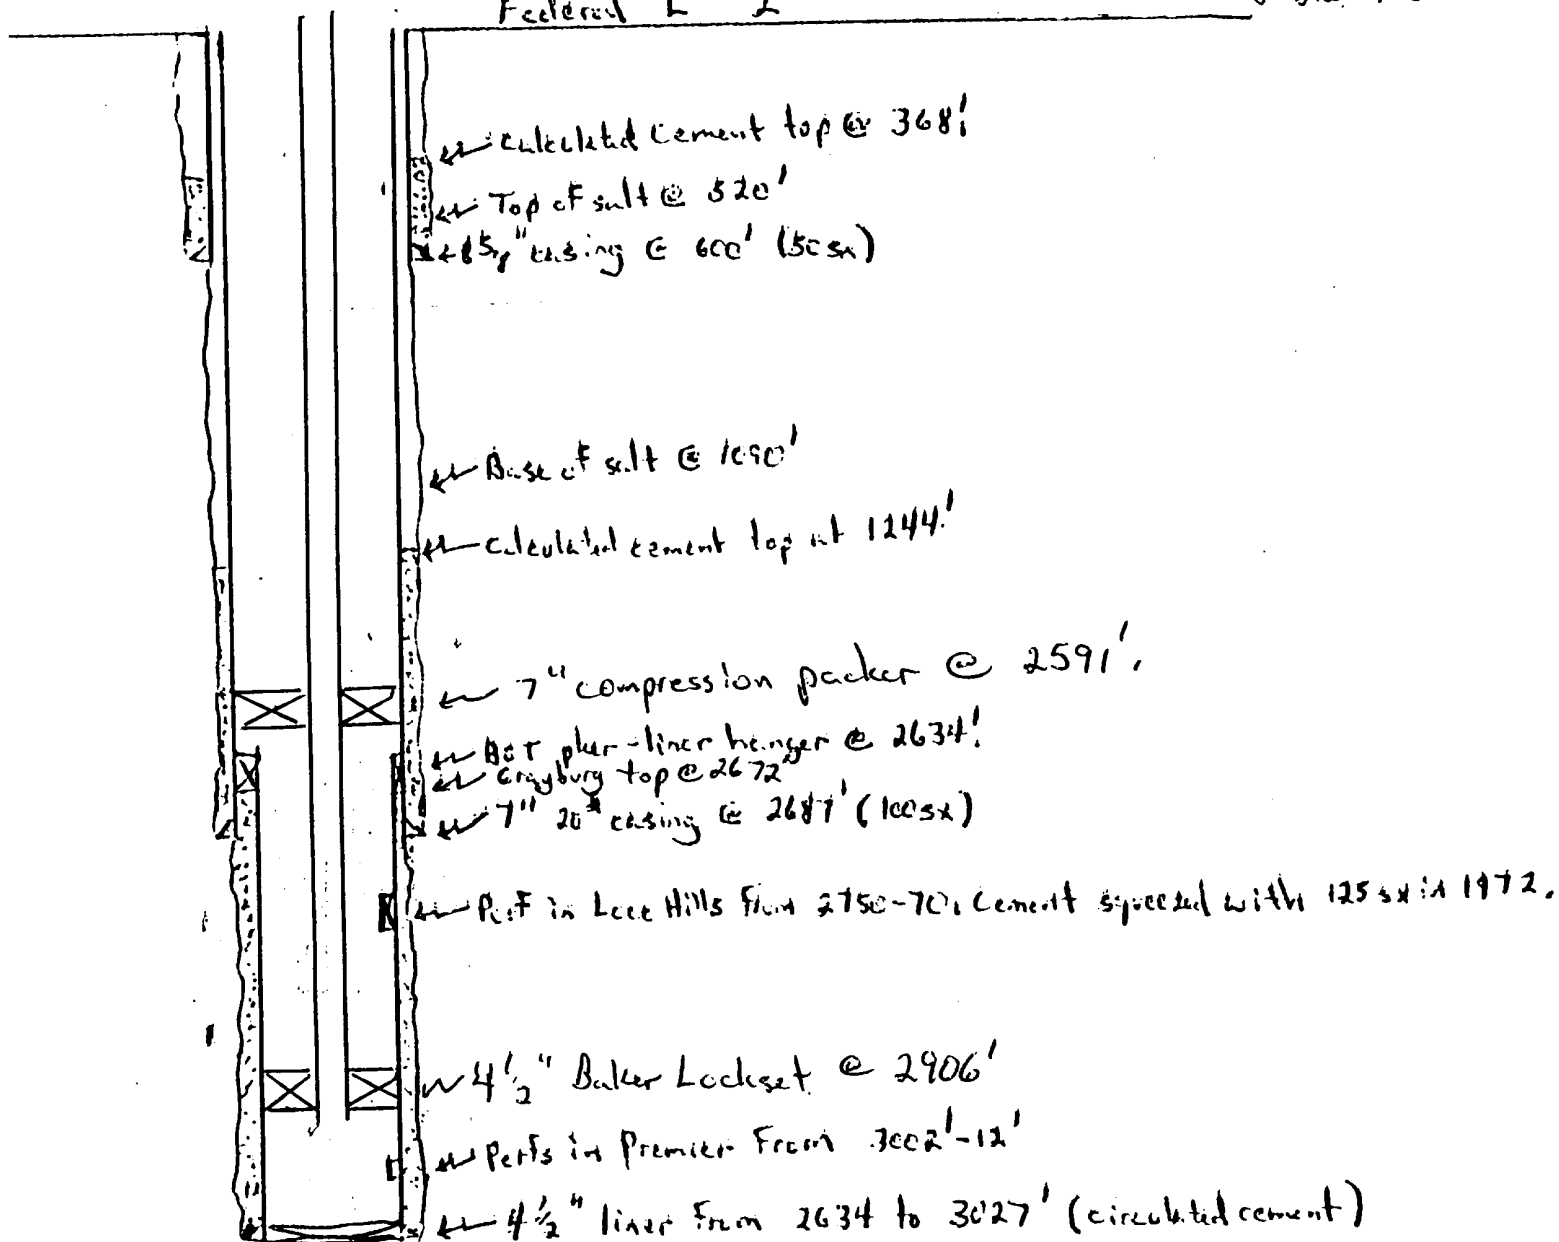 Federal L
Calculated Cement top @ 368'
Top of salt @ 520'
8 5/8" casing @ 600' (50 sx)
Base of salt @ 1090'
Calculated cement top at 1244'
7" compression packer @ 2591'.
BOT pkr-liner hanger @ 2634'
Grayburg top @ 2672'
7" 20# casing @ 2687' (100 sx)
Perf in Loco Hills From 2750-70, Cement squeezed with 125 sx in 1972.
4 1/2" Baker Lockset @ 2906'
Perfs in Premier From 3002'-12'
4 1/2" liner From 2634 to 3027' (circulated cement)